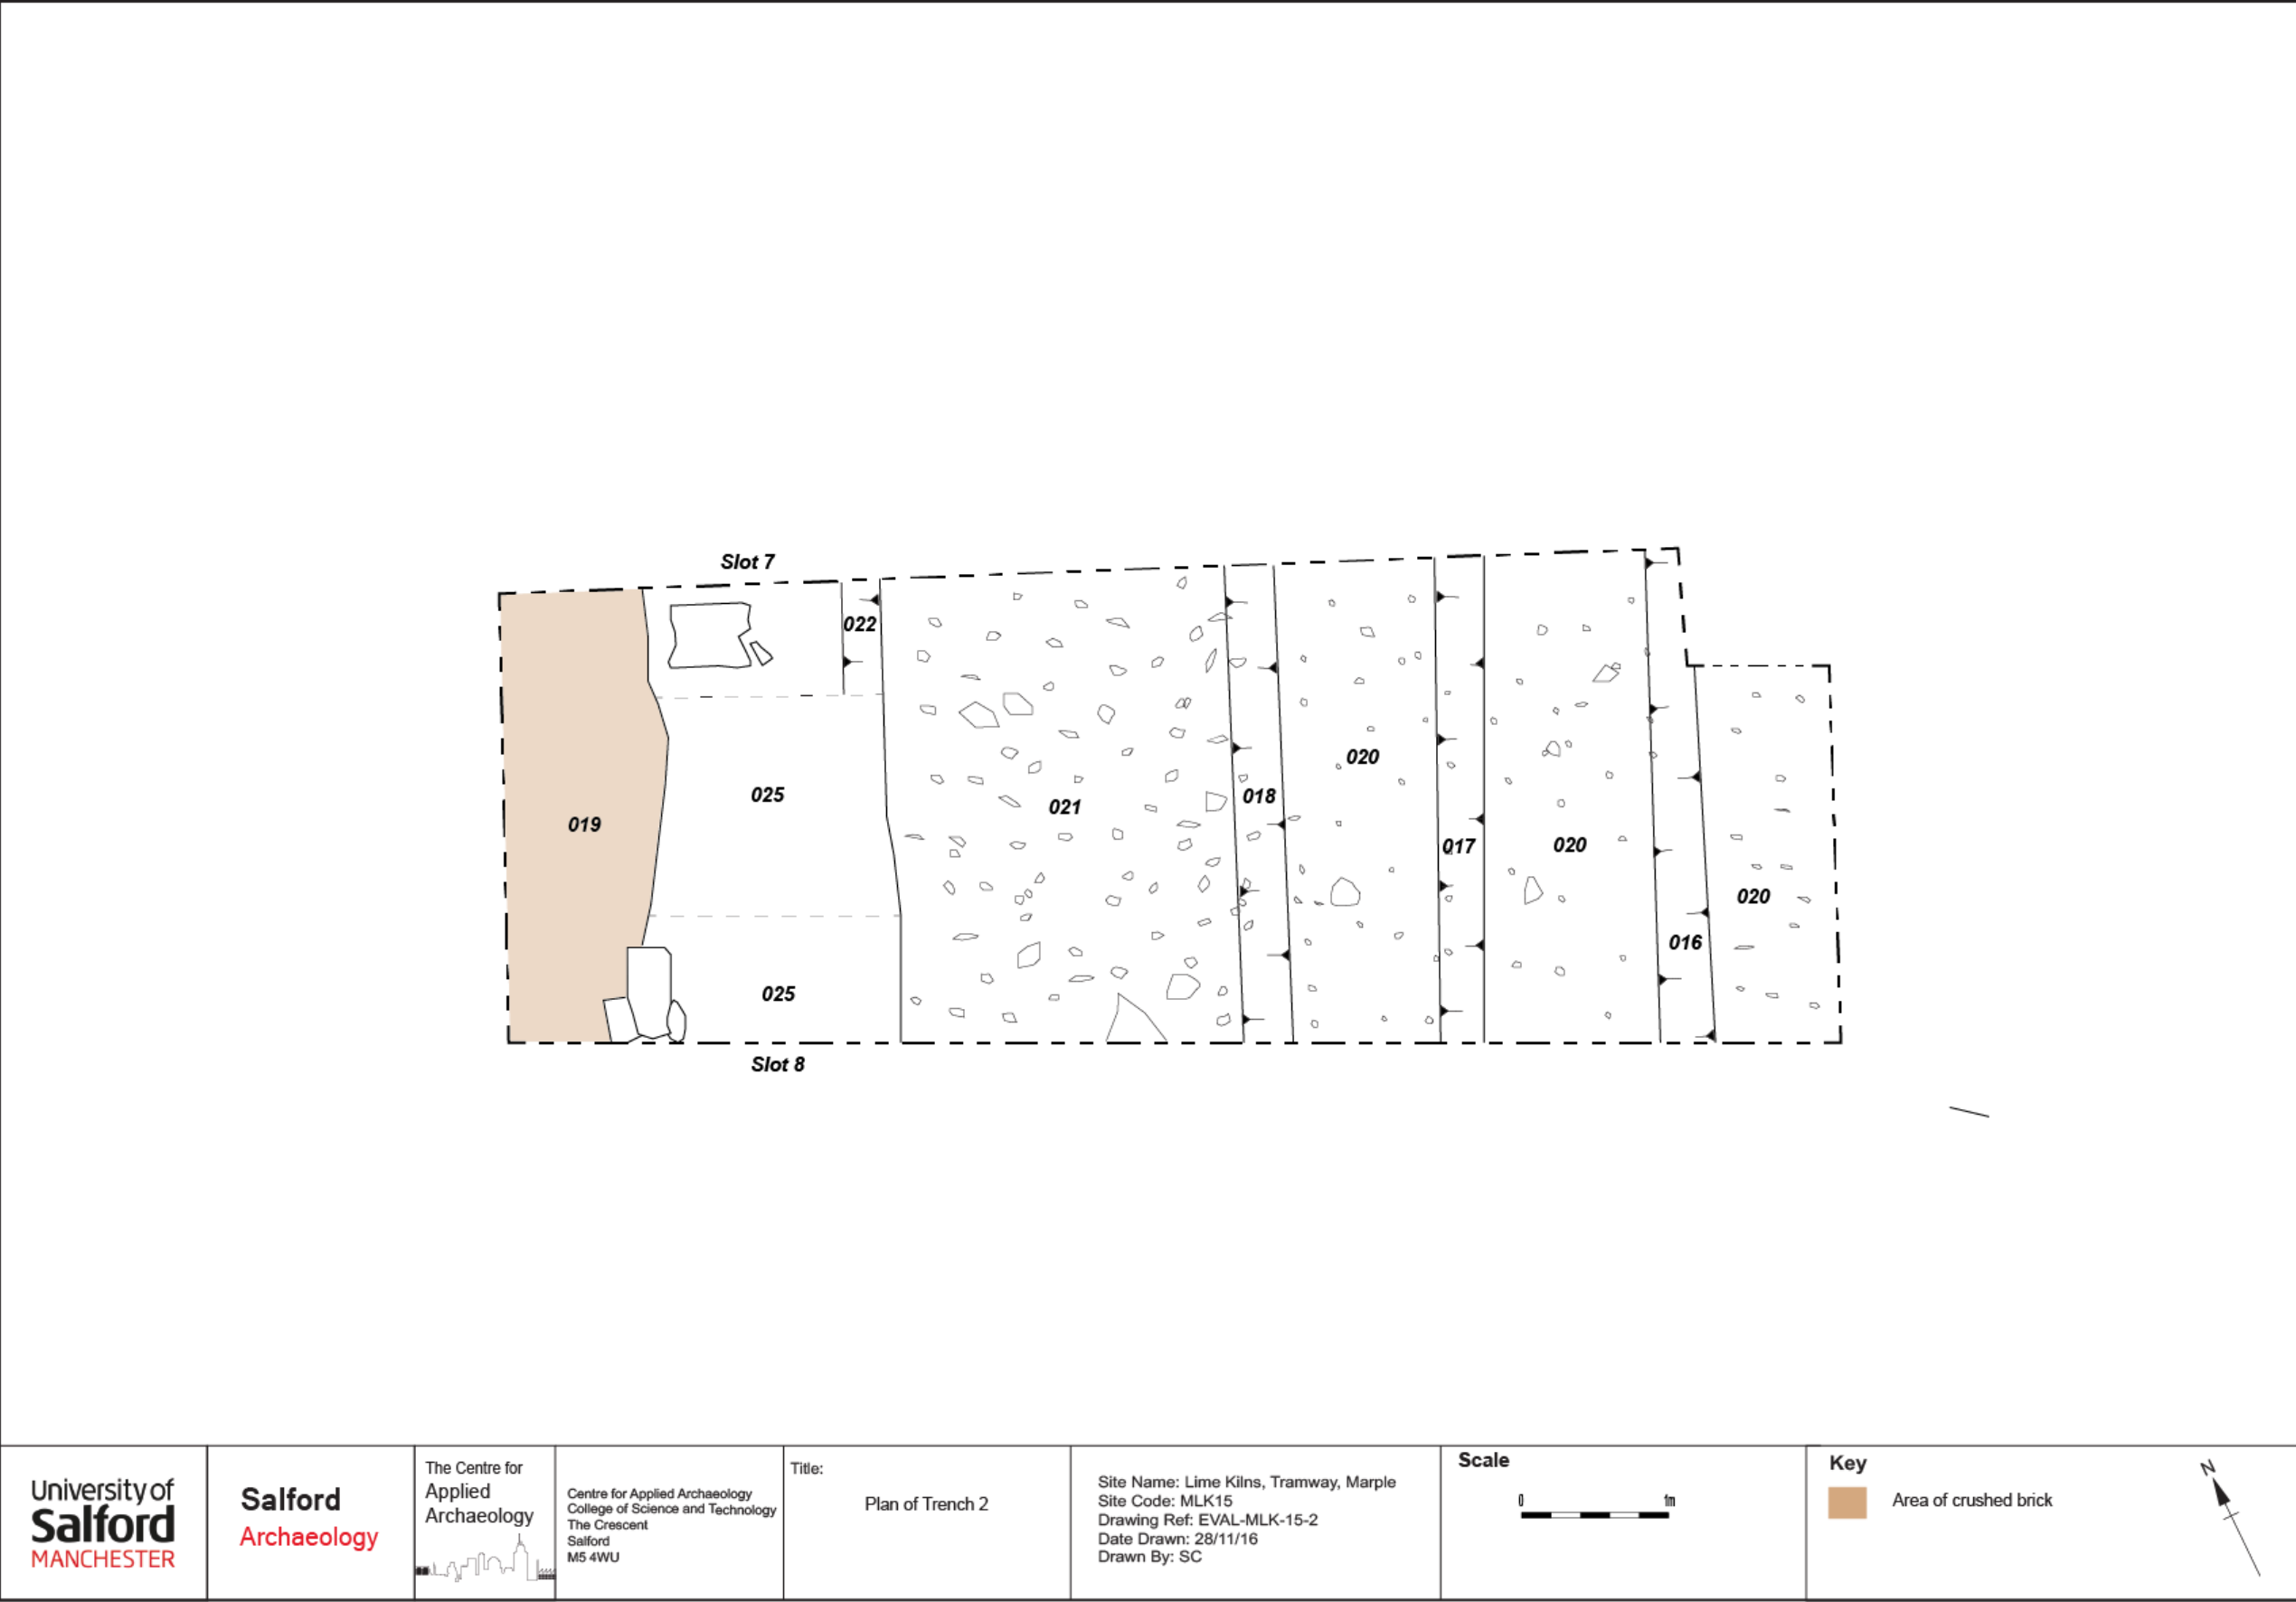 Slot 7
022
025
019
021
018
020
017
020
020
016
025
Slot 8
University of
Salford
MANCHESTER
Salford
Archaeology
The Centre for
Applied
Archaeology
Centre for Applied Archaeology
College of Science and Technology
The Crescent
Salford
M5 4WU
Title:
Plan of Trench 2
Site Name: Lime Kilns, Tramway, Marple
Site Code: MLK15
Drawing Ref: EVAL-MLK-15-2
Date Drawn: 28/11/16
Drawn By: SC
Scale
0 1m
Key
Area of crushed brick
N